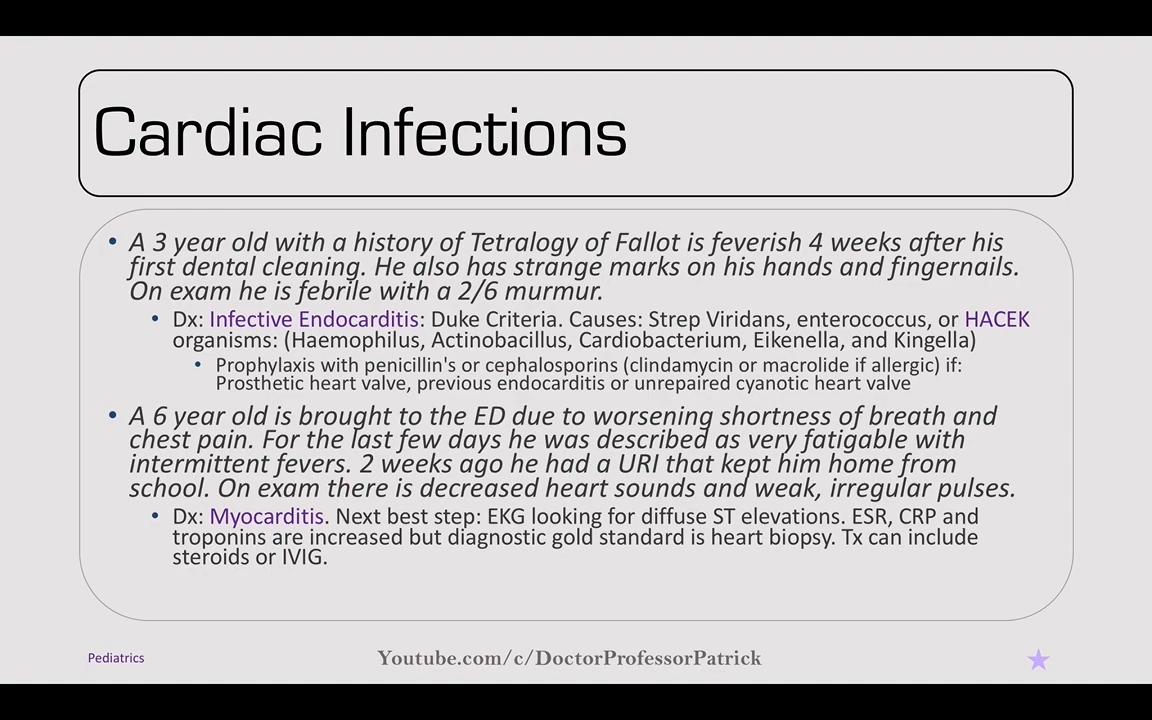 Cardiac Infections
• A 3 year old with a history of Tetralogy of Fallot is feverish 4 weeks after his
first dental cleaning. He also has strange marks on his hands and fingernails.
On exam he is febrile with a 2/6 murmur.
• Dx: Infective Endocarditis: Duke Criteria. Causes: Strep Viridans, enterococcus, or HACEK
organisms: (Haemophilus, Actinobacillus, Cardiobacterium, Eikenella, and Kingella)
• Prophylaxis with penicillin's or cephalosporins (clindamycin or macrolide if allergic) if:
Prosthetic heart valve, previous endocarditis or unrepaired cyanotic heart valve
• A 6 year old is brought to the ED due to worsening shortness of breath and
chest pain. For the last few days he was described as very fatigable with
intermittent fevers. 2 weeks ago he had a URI that kept him home from
school. On exam there is decreased heart sounds and weak, irregular pulses.
• Dx: Myocarditis. Next best step: EKG looking for diffuse ST elevations. ESR, CRP and
troponins are increased but diagnostic gold standard is heart biopsy. Tx can include
steroids or IVIG.
Pediatrics
Youtube.com/c/DoctorProfessorPatrick